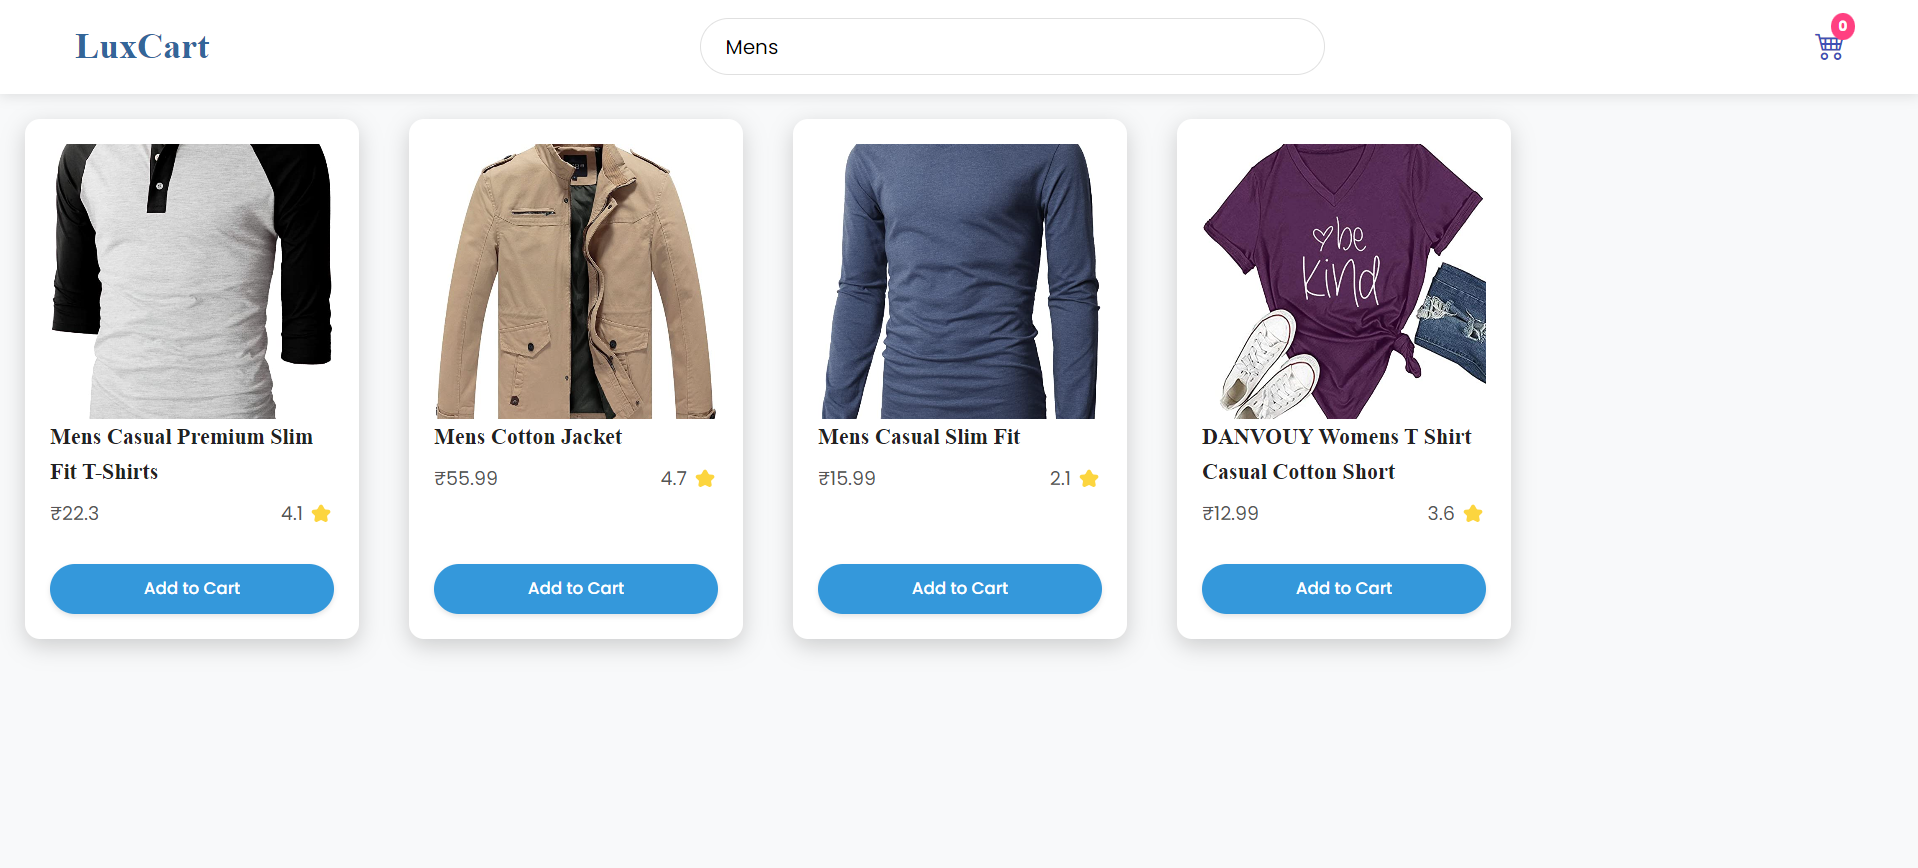 LuxCart
Mens
0
be
kind
Mens Casual Premium Slim
Fit T-Shirts
₹22.3 4.1
Add to Cart
Mens Cotton Jacket
₹55.99 4.7
Add to Cart
Mens Casual Slim Fit
₹15.99 2.1
Add to Cart
DANVOUY Womens T Shirt
Casual Cotton Short
₹12.99 3.6
Add to Cart